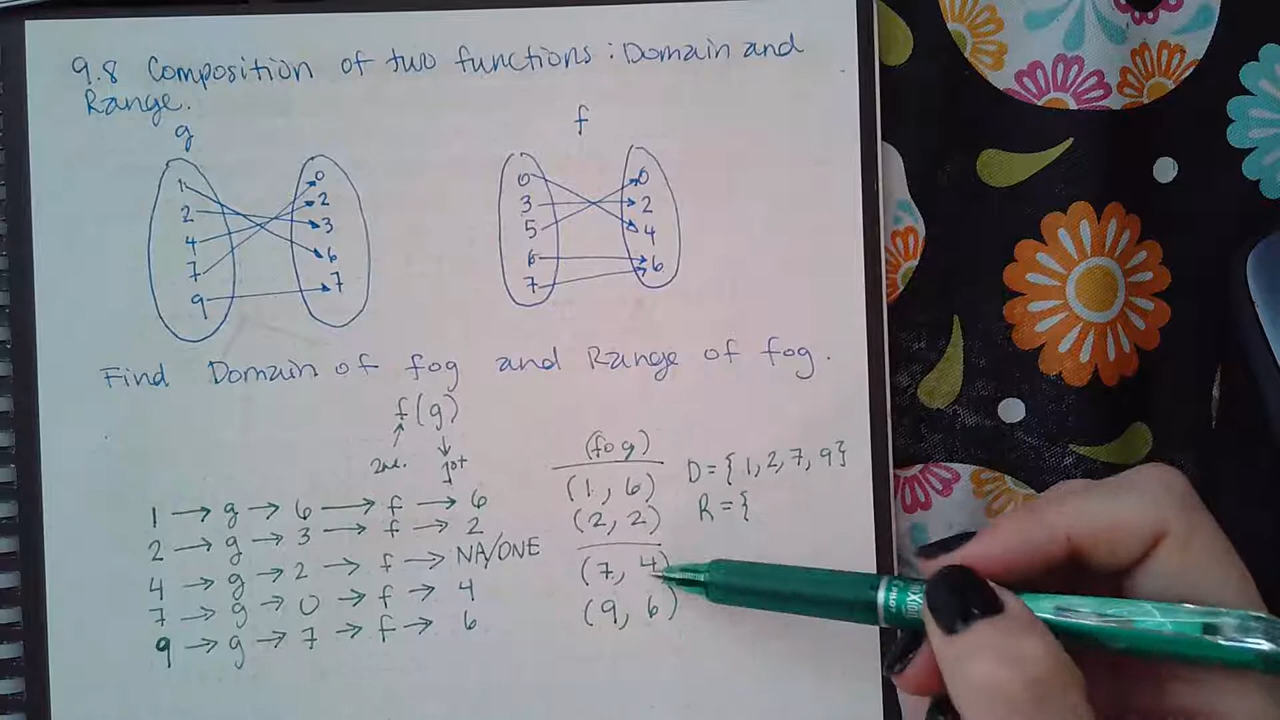 9.8 Composition of two functions: Domain and
Range.
g
f
1
2
4
7
9
0
2
3
6
7
0
3
5
6
7
0
2
4
6
Find Domain of fog and Range of fog.
f(g)
2nd. 1st
1 → g → 6 → f → 6
2 → g → 3 → f → 2
4 → g → 2 → f → NA/ONE
7 → g → 0 → f → 4
9 → g → 7 → f → 6
(fog)
(1, 6)
(2, 2)
(7, 4)
(9, 6)
D = { 1, 2, 7, 9}
R = {
PILOT